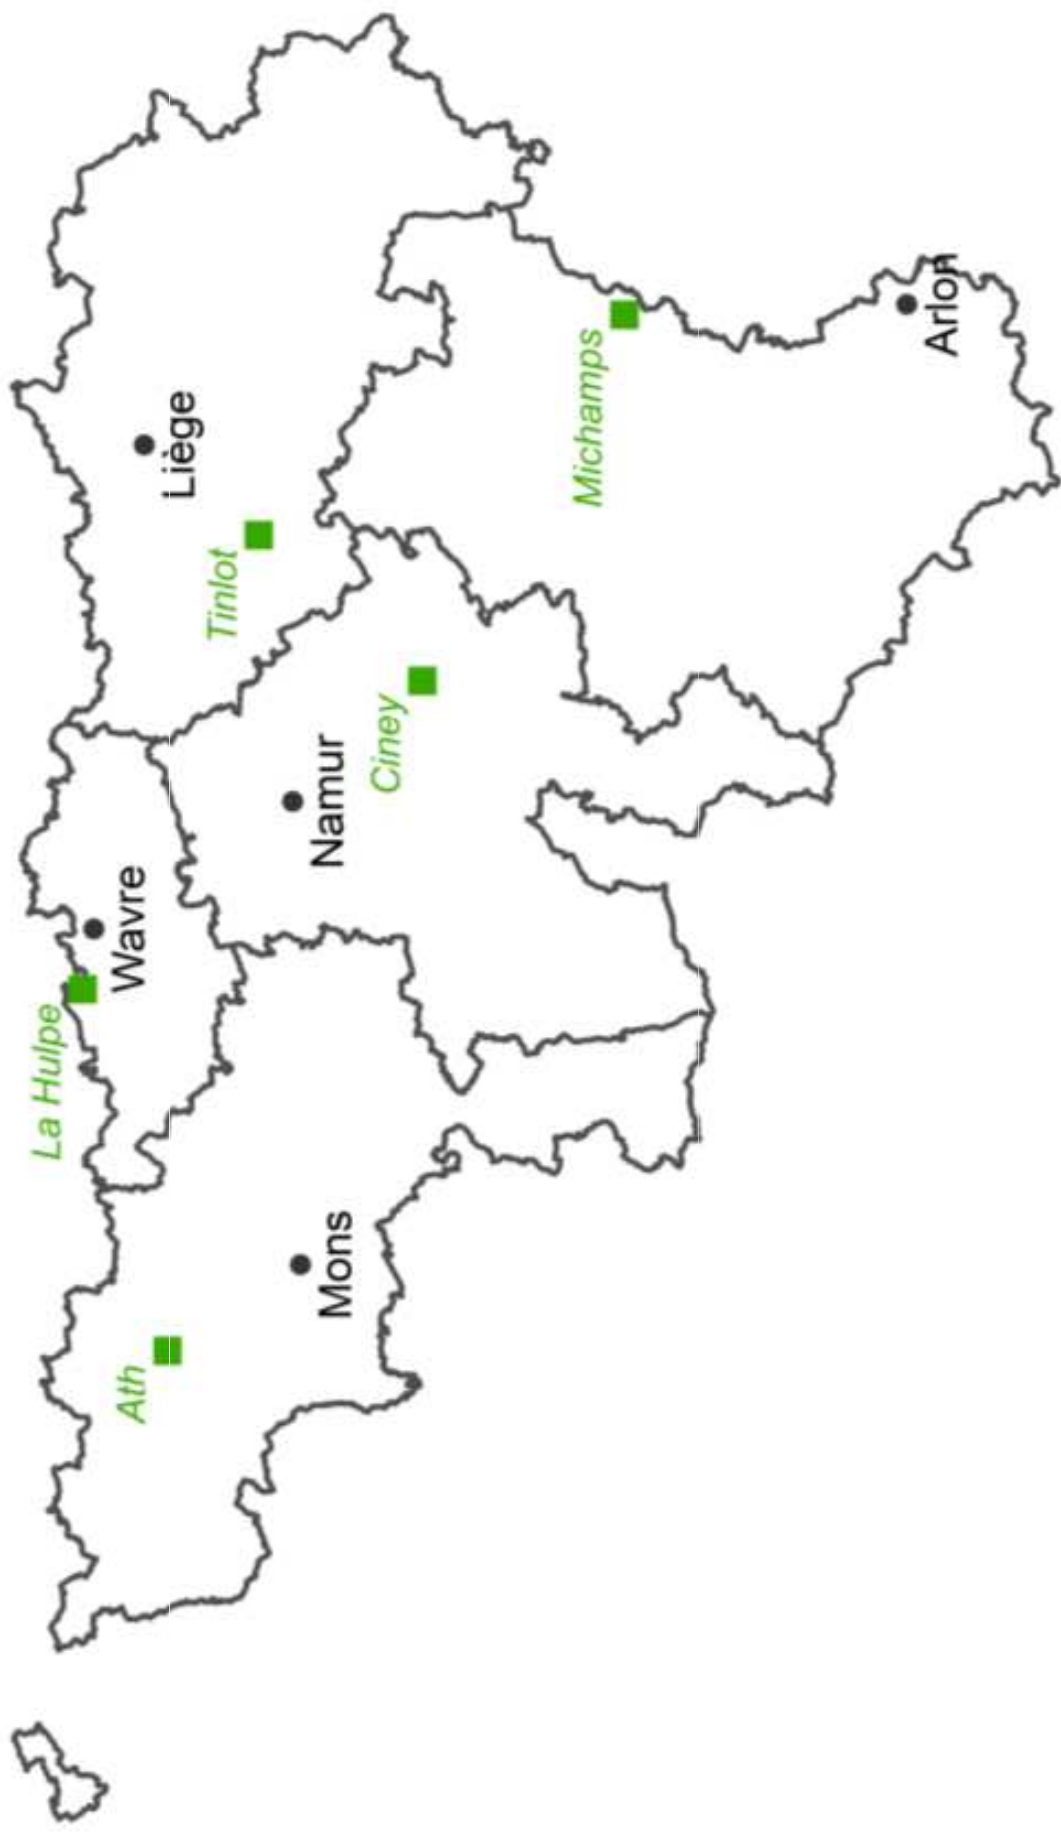 La Hulpe
Wavre
Ath
Liège
Tinlot
Mons
Namur
Ciney
Michamps
Arlon